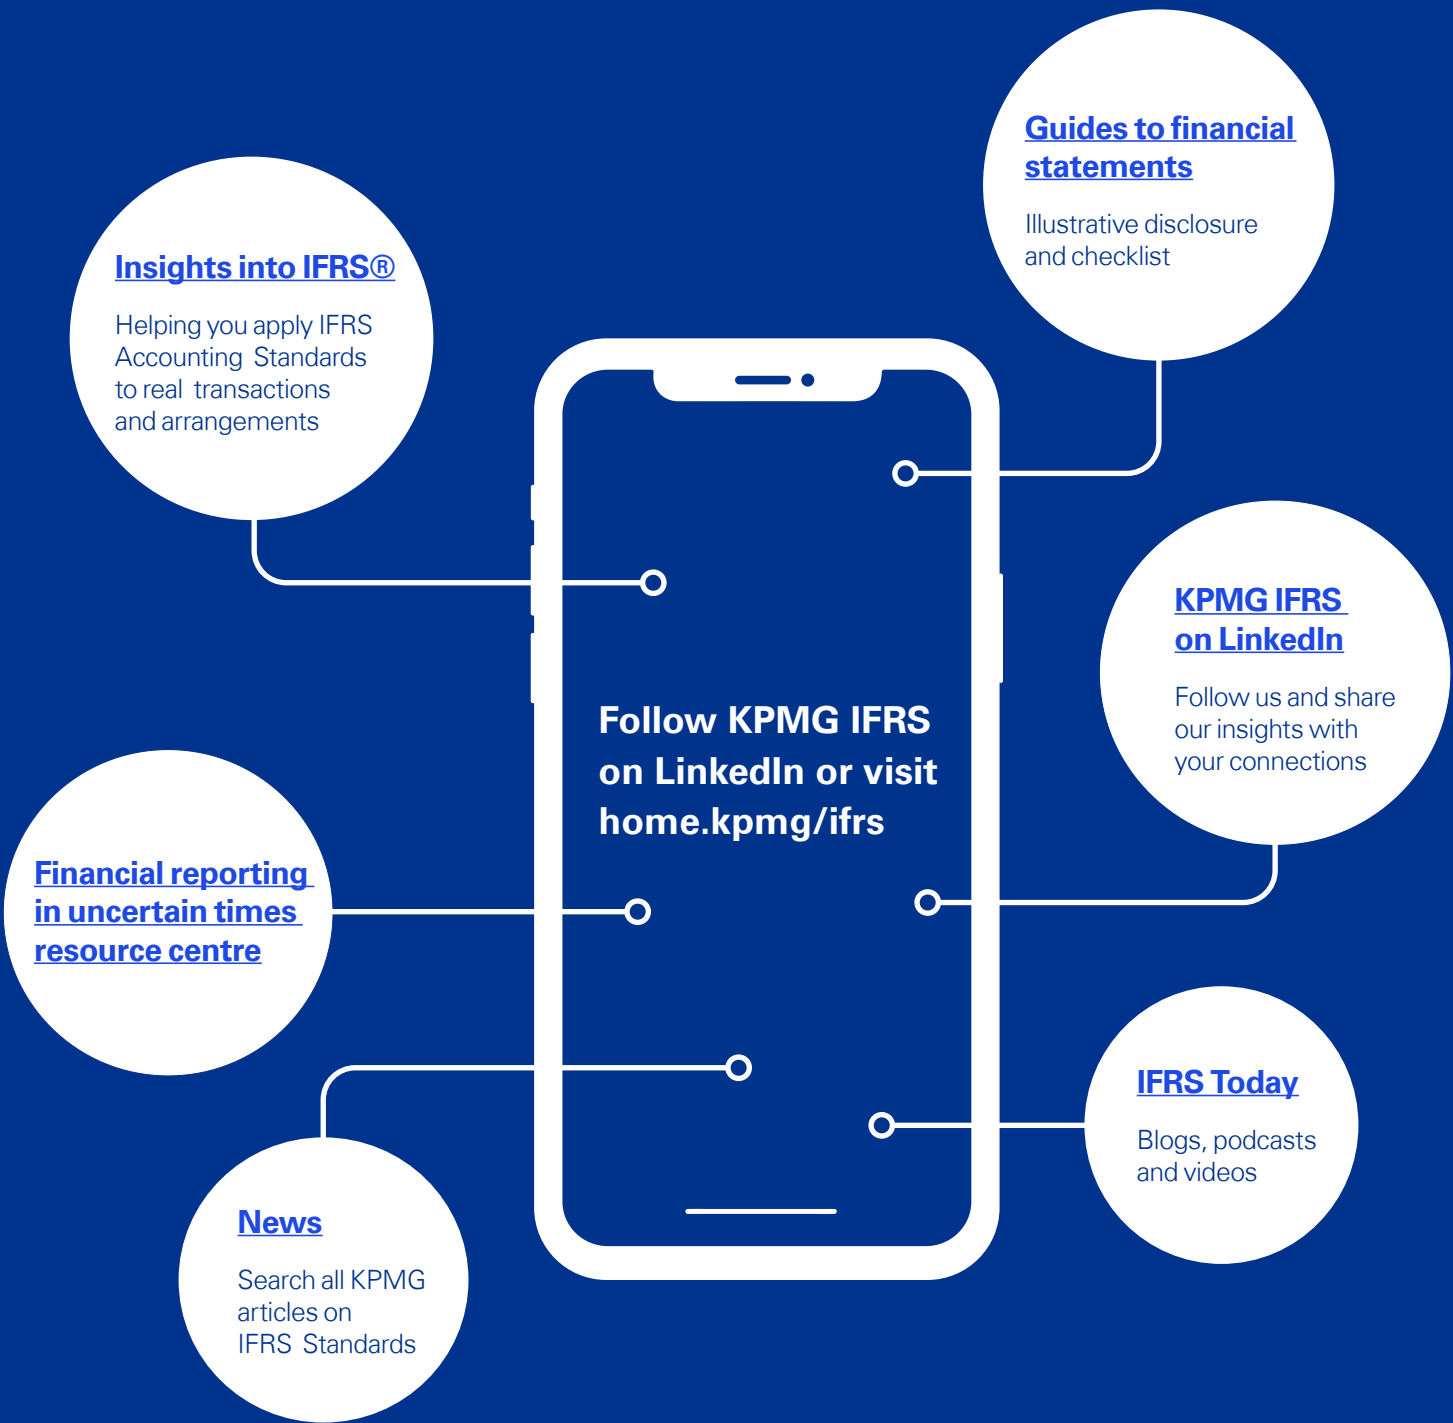 Guides to financial
statements
Illustrative disclosure
and checklist
Insights into IFRS®
Helping you apply IFRS
Accounting Standards
to real transactions
and arrangements
KPMG IFRS
on LinkedIn
Follow us and share
our insights with
your connections
Follow KPMG IFRS
on LinkedIn or visit
home.kpmg/ifrs
Financial reporting
in uncertain times
resource centre
IFRS Today
Blogs, podcasts
and videos
News
Search all KPMG
articles on
IFRS Standards